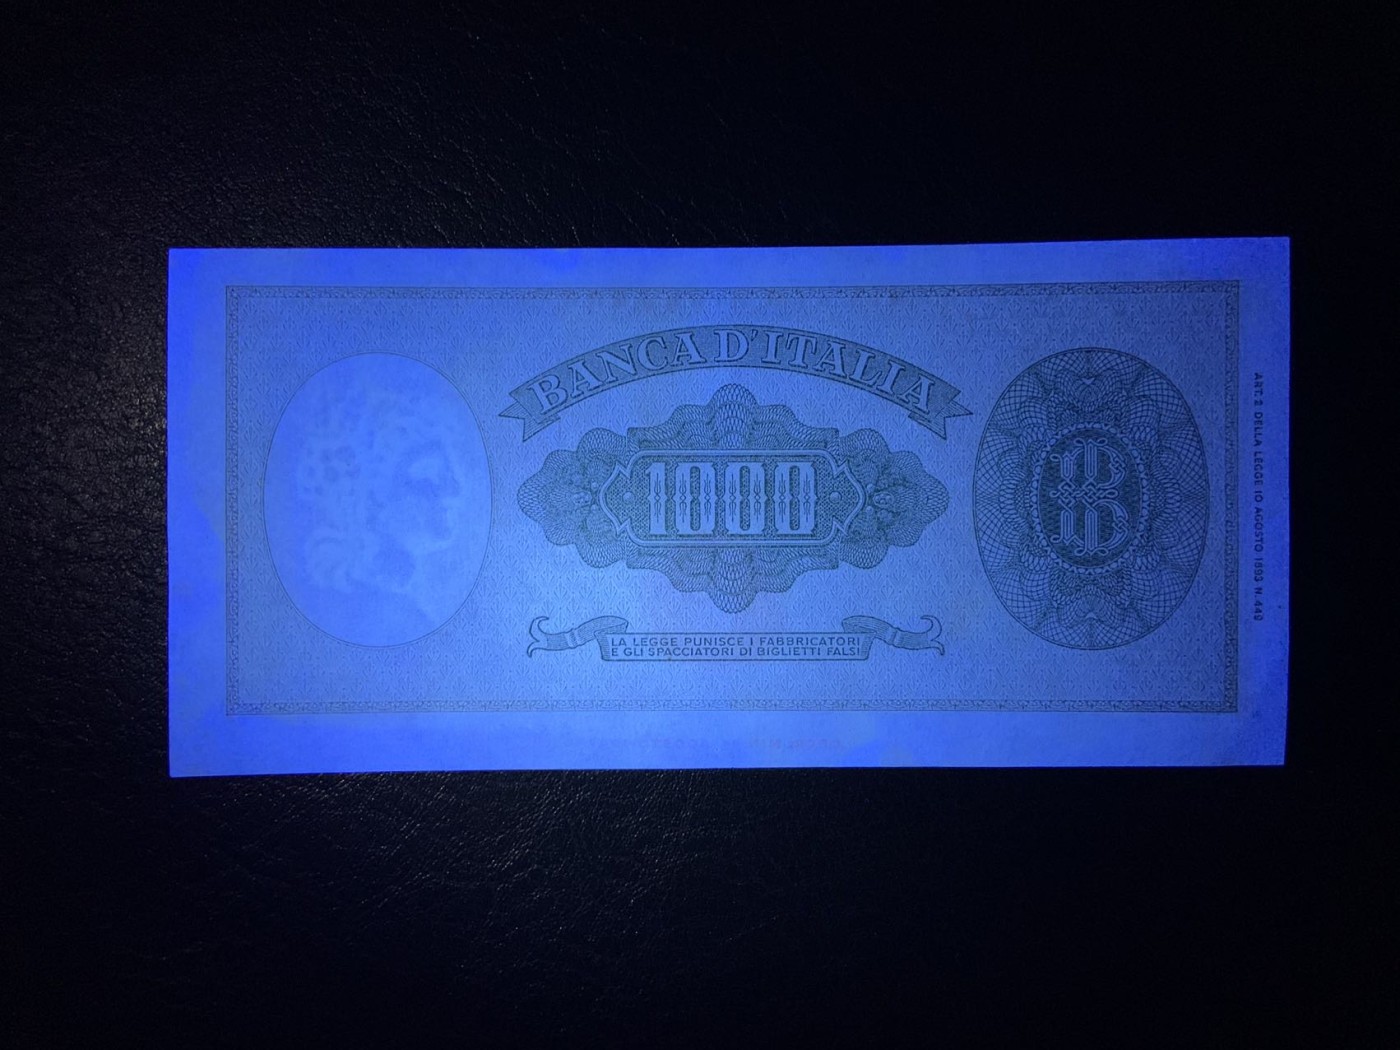 BANCA D'ITALIA
1000
LA LEGGE PUNISCE I FABBRICATORI
E GLI SPACCIATORI DI BIGLIETTI FALSI
ART. 2 DELLA LEGGE 10 AGOSTO 1893 N. 449